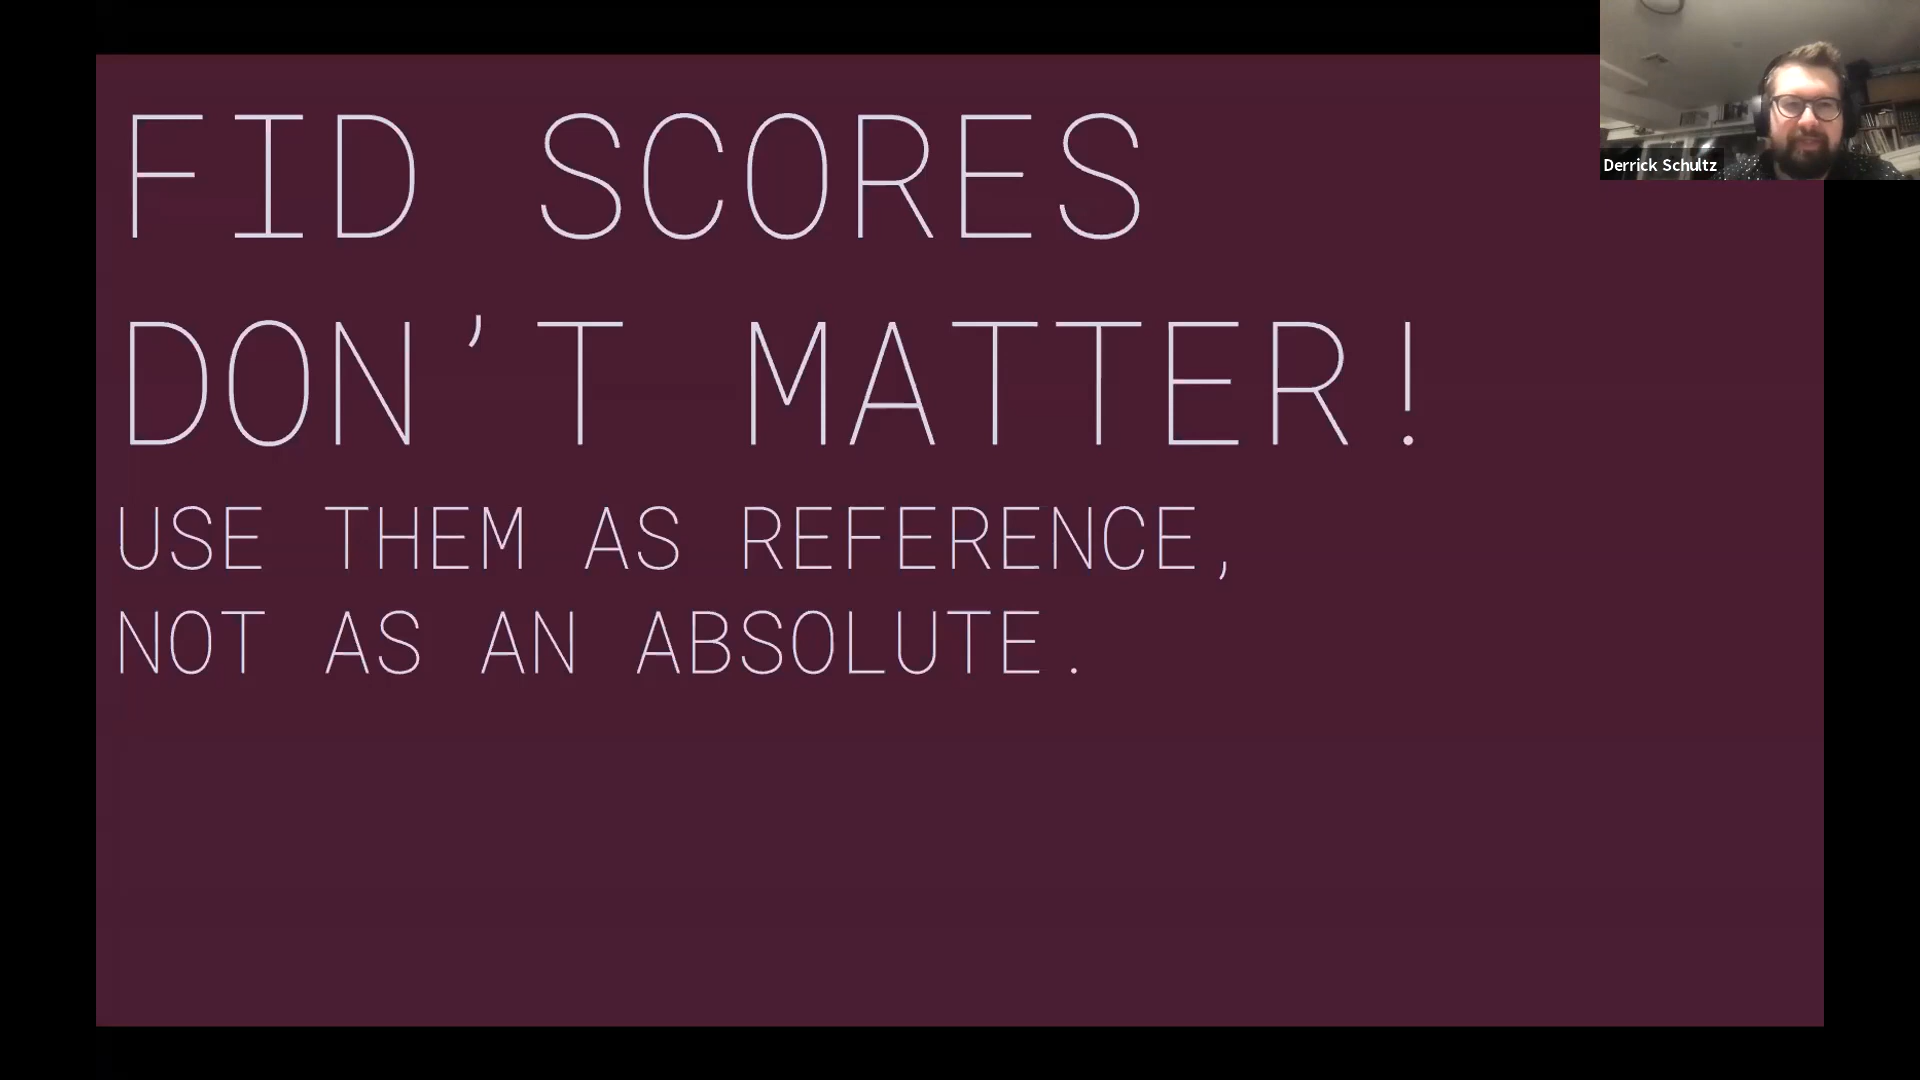 FID SCORES
DON’T MATTER!
USE THEM AS REFERENCE,
NOT AS AN ABSOLUTE.
Derrick Schultz